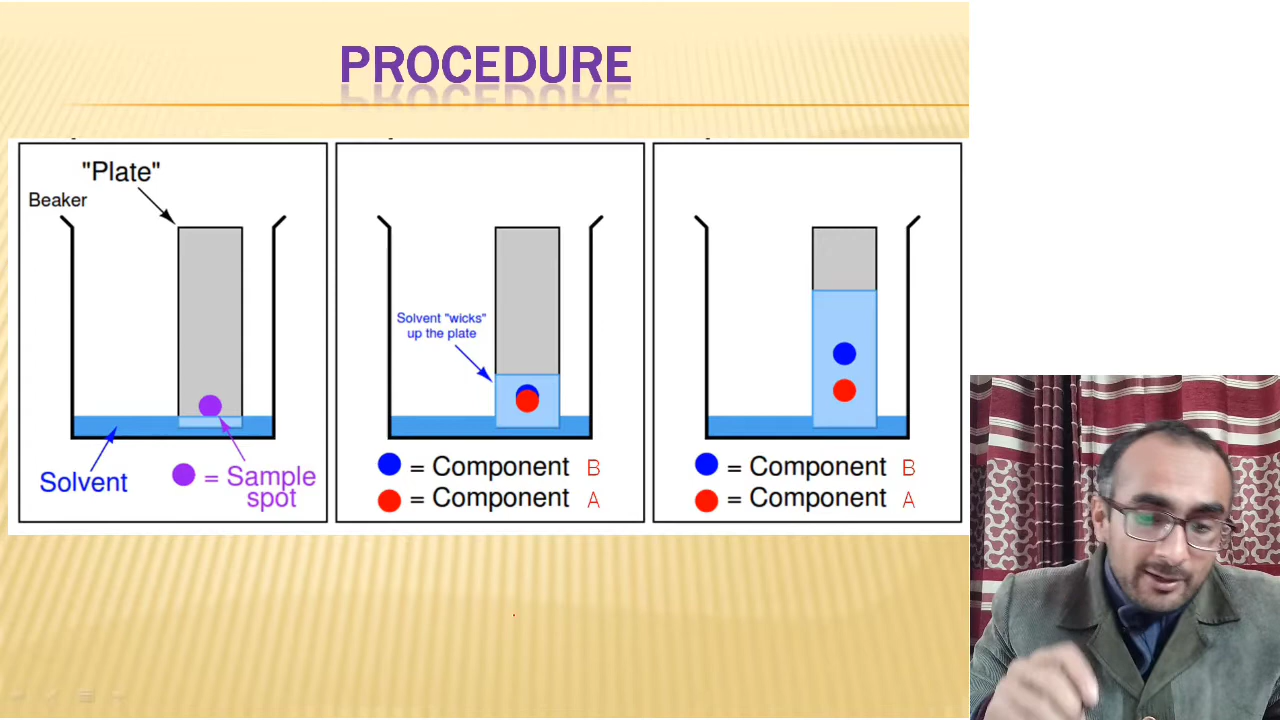 PROCEDURE
"Plate"
Beaker
Solvent
= Sample
spot
Solvent "wicks"
up the plate
= Component B
= Component A
= Component B
= Component A